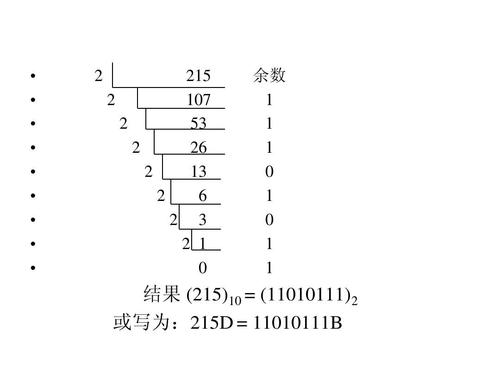 • 2 215 余数
• 2 107 1
• 2 53 1
• 2 26 1
• 2 13 0
• 2 6 1
• 2 3 0
• 2 1 1
• 0 1
结果 (215)₁₀ = (11010111)₂
或写为：215D = 11010111B